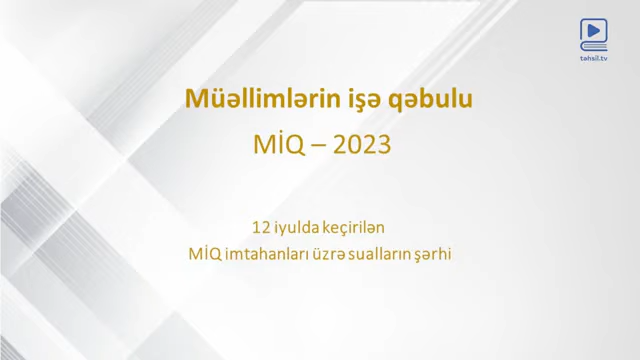 təhsil.tv
Müəllimlərin işə qəbulu
MİQ – 2023
12 iyulda keçirilən
MİQ imtahanları üzrə sualların şərhi